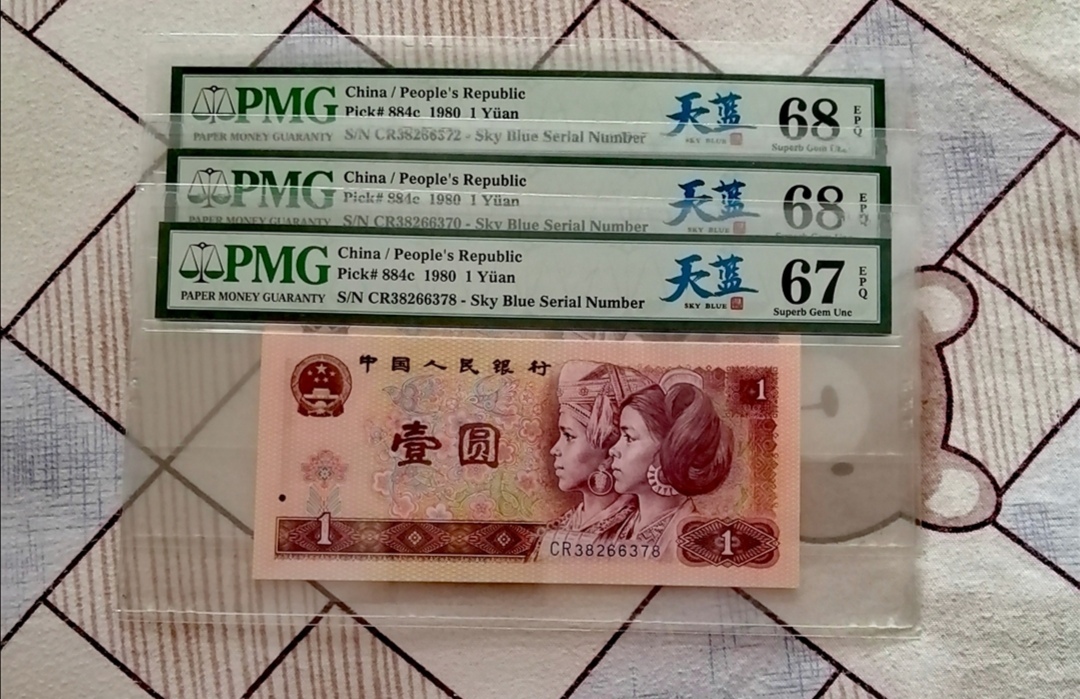 PMG
PAPER MONEY GUARANTY
China / People's Republic
Pick# 884c 1980 1 Yüan
S/N CR38266372 - Sky Blue Serial Number
天蓝
SKY BLUE
68
EPQ
Superb Gem Unc
PMG
PAPER MONEY GUARANTY
China / People's Republic
Pick# 884c 1980 1 Yüan
S/N CR38266370 - Sky Blue Serial Number
天蓝
SKY BLUE
68
EPQ
Superb Gem Unc
PMG
PAPER MONEY GUARANTY
China / People's Republic
Pick# 884c 1980 1 Yüan
S/N CR38266378 - Sky Blue Serial Number
天蓝
SKY BLUE
67
EPQ
Superb Gem Unc
中国人民银行
1
壹圆
1
CR38266378
1